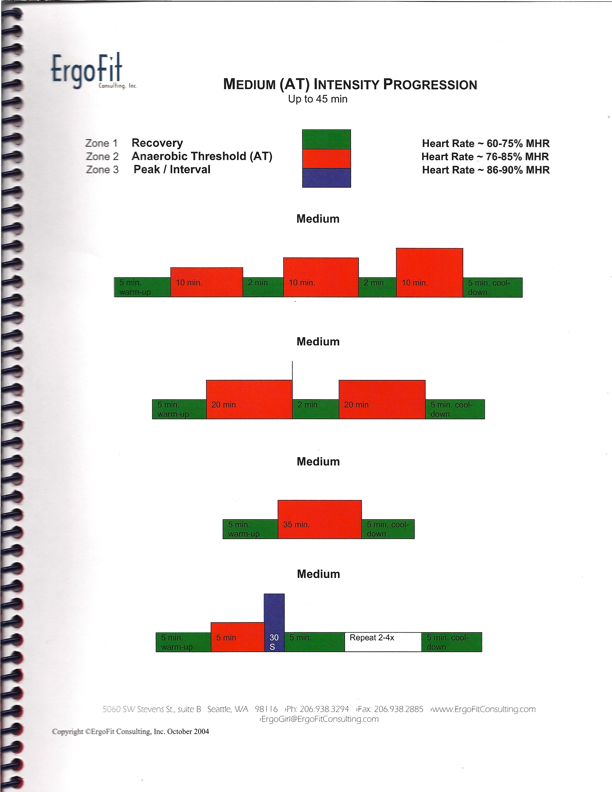 ErgoFit
Consulting, Inc.
MEDIUM (AT) INTENSITY PROGRESSION
Up to 45 min
Zone 1 Recovery Heart Rate ~ 60-75% MHR
Zone 2 Anaerobic Threshold (AT) Heart Rate ~ 76-85% MHR
Zone 3 Peak / Interval Heart Rate ~ 86-90% MHR
Medium
5 min. warm-up 10 min. 2 min 10 min. 2 min 10 min. 5 min. cool-down
Medium
5 min. warm-up 20 min 2 min 20 min 5 min. cool-down
Medium
5 min. warm-up 35 min. 5 min. cool-down
Medium
5 min. warm-up 5 min 30 S 5 min. Repeat 2-4x 5 min. cool-down
5060 SW Stevens St., suite B Seattle, WA 98116 ›Ph: 206.938.3294 ›Fax: 206.938.2885 ›www.ErgoFitConsulting.com
›ErgoGirl@ErgoFitConsulting.com
Copyright ©ErgoFit Consulting, Inc. October 2004